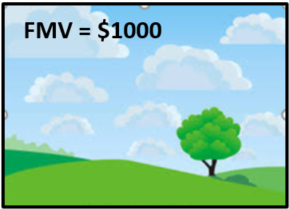 FMV = $1000